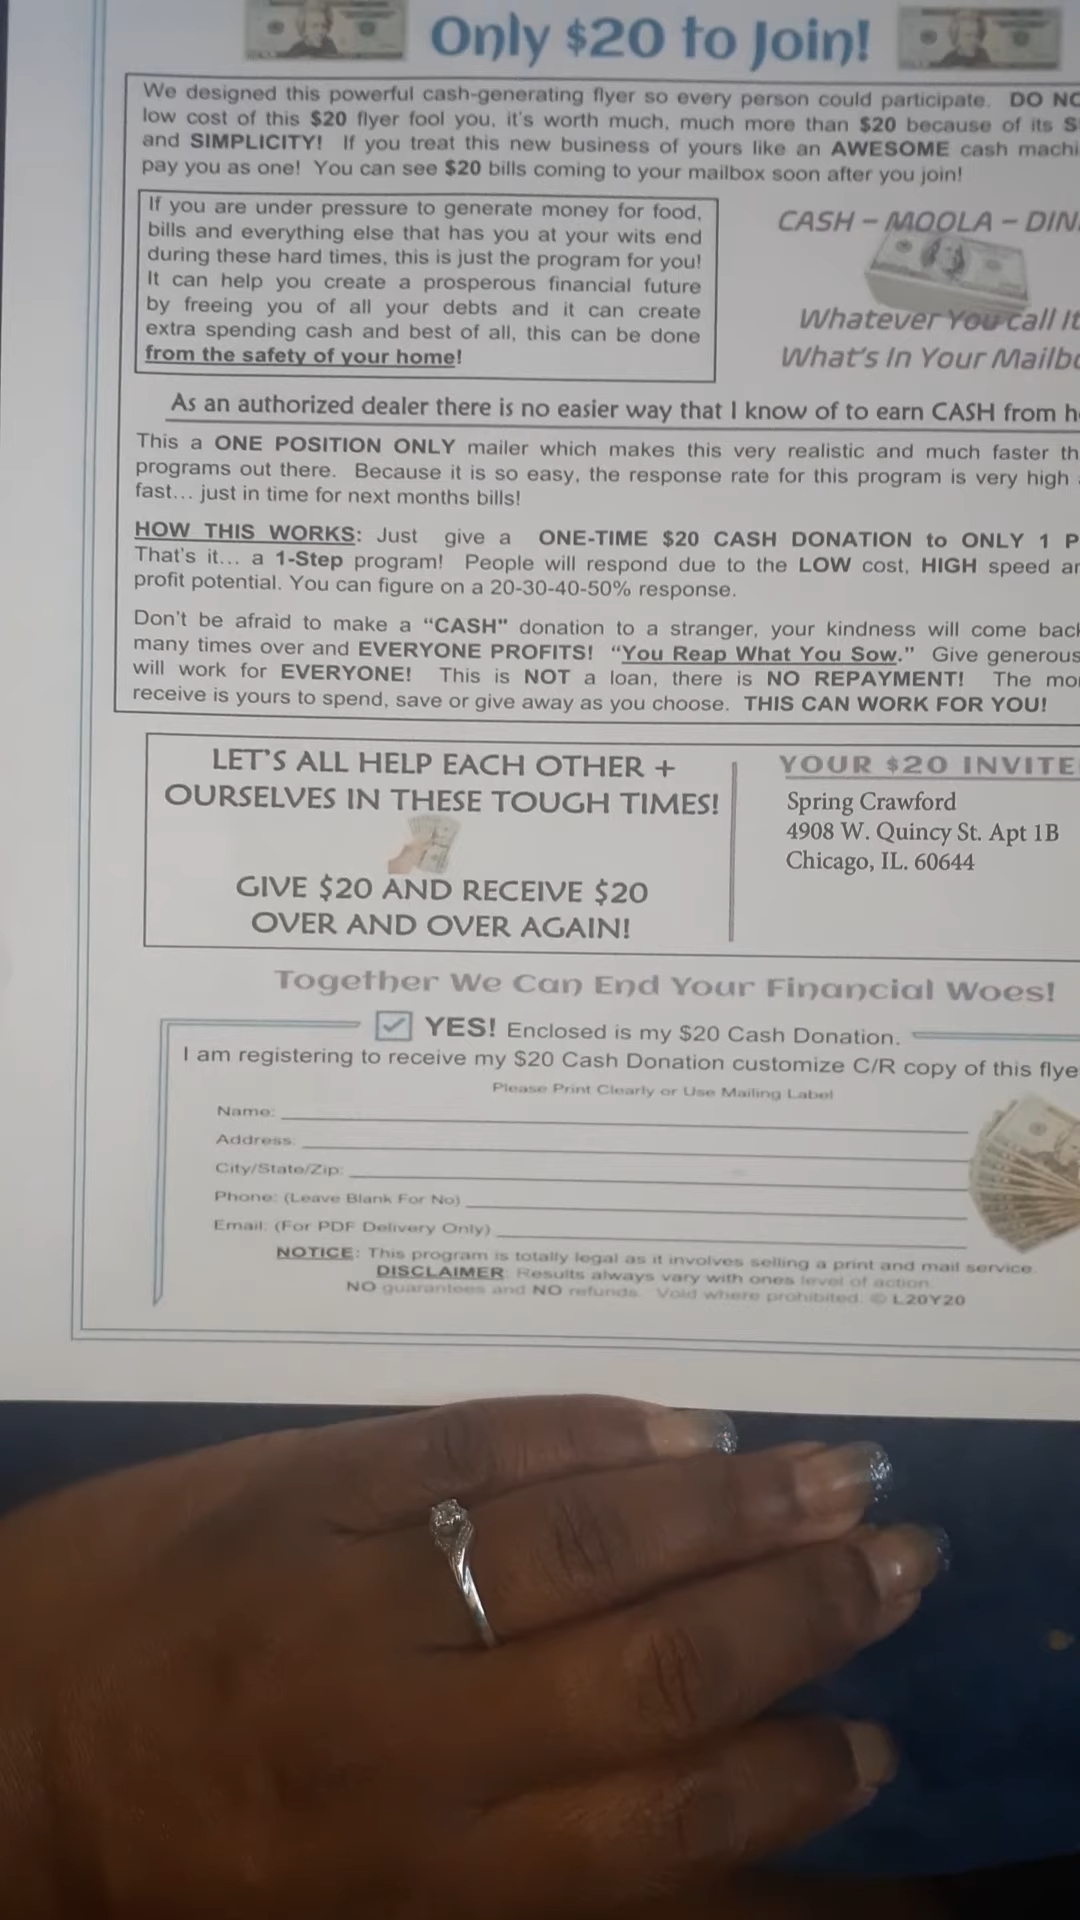 Only $20 to Join!
We designed this powerful cash-generating flyer so every person could participate. DO
low cost of this $20 flyer fool you, it's worth much, much more than $20 because of its
and SIMPLICITY! If you treat this new business of yours like an AWESOME cash
pay you as one! You can see $20 bills coming to your mailbox soon after you join!
If you are under pressure to generate money for food,
bills and everything else that has you at your wits end
during these hard times, this is just the program for you!
It can help you create a prosperous financial future
by freeing you of all your debts and it can create
extra spending cash and best of all, this can be done
from the safety of your home!
CASH – MOOLA –
Whatever You call It
What's In Your
As an authorized dealer there is no easier way that I know of to earn CASH from
This a ONE POSITION ONLY mailer which makes this very realistic and much faster
programs out there. Because it is so easy, the response rate for this program is very high
fast... just in time for next months bills!
HOW THIS WORKS: Just give a ONE-TIME $20 CASH DONATION to ONLY 1
That's it... a 1-Step program! People will respond due to the LOW cost, HIGH speed
profit potential. You can figure on a 20-30-40-50% response.
Don't be afraid to make a "CASH" donation to a stranger, your kindness will come
many times over and EVERYONE PROFITS! "You Reap What You Sow." Give
will work for EVERYONE! This is NOT a loan, there is NO REPAYMENT! The
receive is yours to spend, save or give away as you choose. THIS CAN WORK FOR YOU!
LET'S ALL HELP EACH OTHER +
OURSELVES IN THESE TOUGH TIMES!
GIVE $20 AND RECEIVE $20
OVER AND OVER AGAIN!
YOUR $20 INVITE
Spring Crawford
4908 W. Quincy St. Apt 1B
Chicago, IL. 60644
Together We Can End Your Financial Woes!
YES! Enclosed is my $20 Cash Donation.
I am registering to receive my $20 Cash Donation customize C/R copy of this
Please Print Clearly or Use Mailing Label
Name:
Address:
City/State/Zip:
Phone: (Leave Blank For No)
Email: (For PDF Delivery Only)
NOTICE: This program is totally legal as it involves selling a print and mail service.
DISCLAIMER: Results always vary with ones level of action.
NO guarantees and NO refunds. Void where prohibited. © L20Y20